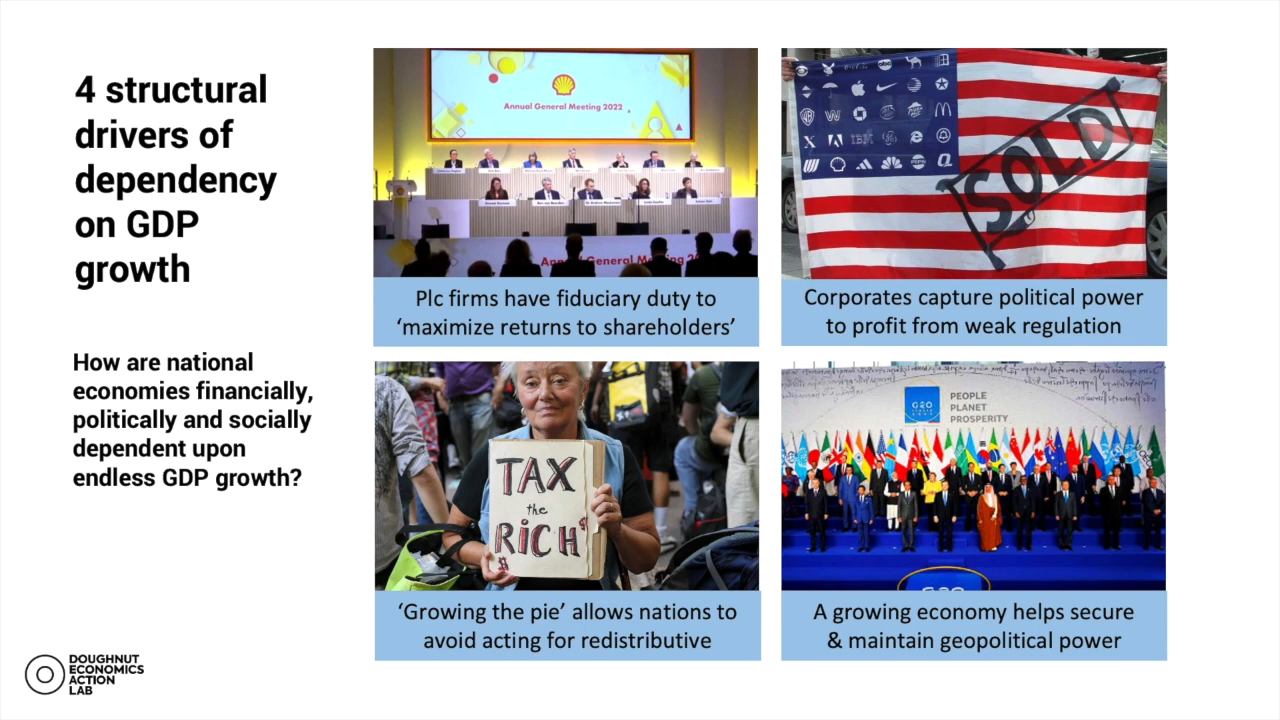 4 structural
drivers of
dependency
on GDP
growth
How are national
economies financially,
politically and socially
dependent upon
endless GDP growth?
Annual General Meeting 2022
Plc firms have fiduciary duty to
‘maximize returns to shareholders’
SOLD
abc
IBM
Corporates capture political power
to profit from weak regulation
TAX
the
RiCH
‘Growing the pie’ allows nations to
avoid acting for redistributive
G20
PEOPLE
PLANET
PROSPERITY
A growing economy helps secure
& maintain geopolitical power
DOUGHNUT
ECONOMICS
ACTION
LAB